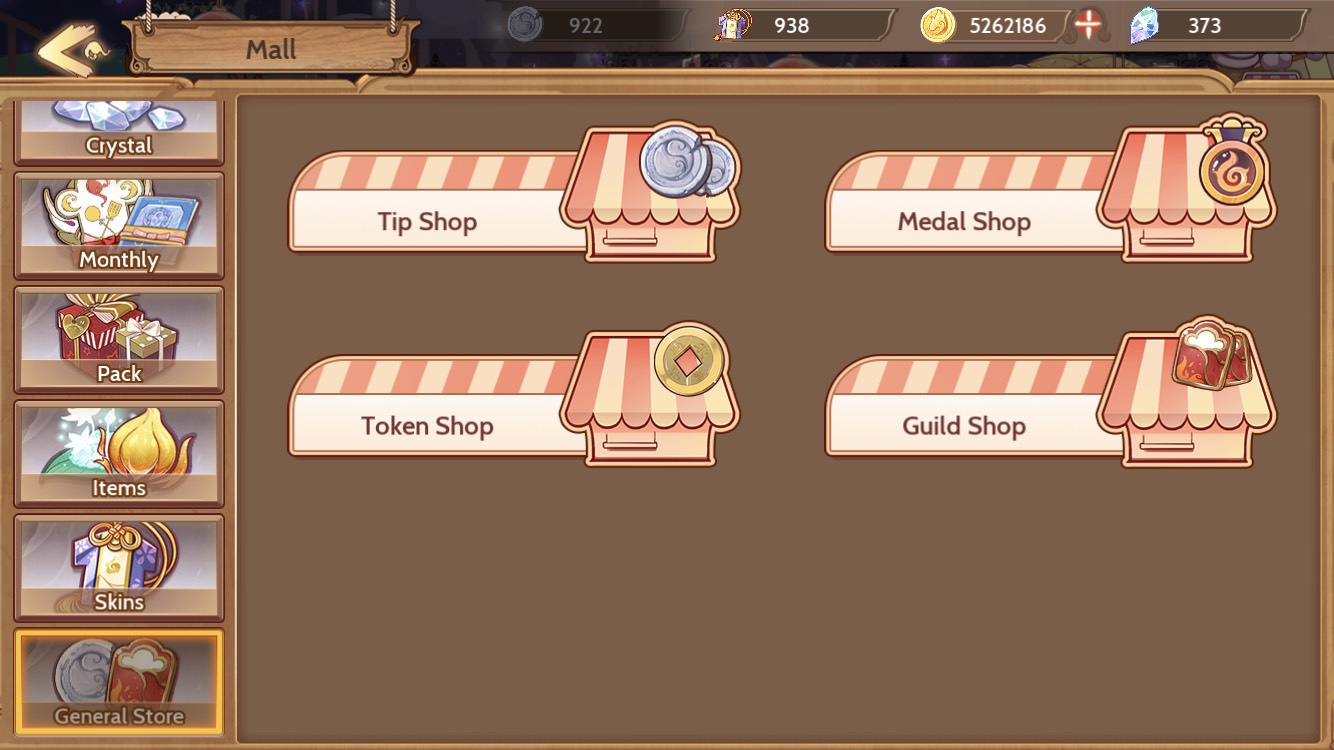 Mall
922
938
5262186
373
Crystal
Monthly
Pack
Items
Skins
General Store
Tip Shop
Medal Shop
Token Shop
Guild Shop